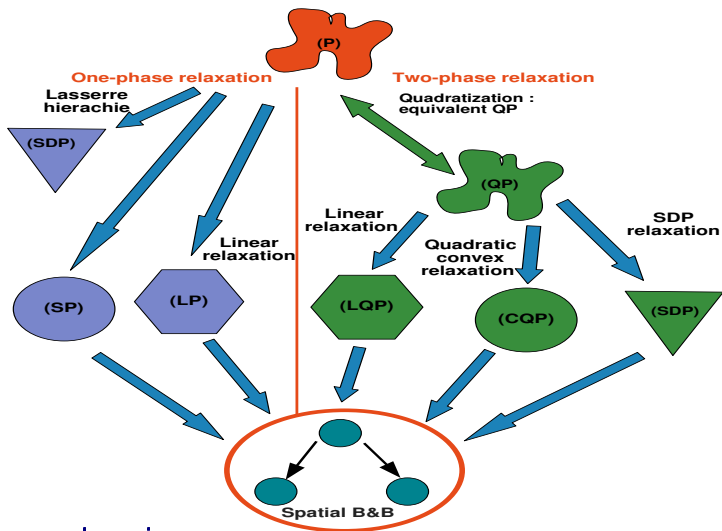 (P)
One-phase relaxation
Two-phase relaxation
Lasserre
hierachie
Quadratization :
equivalent QP
(SDP)
(QP)
Linear
relaxation
Linear
relaxation
Quadratic
convex
relaxation
SDP
relaxation
(SP)
(LP)
(LQP)
(CQP)
(SDP)
Spatial B&B